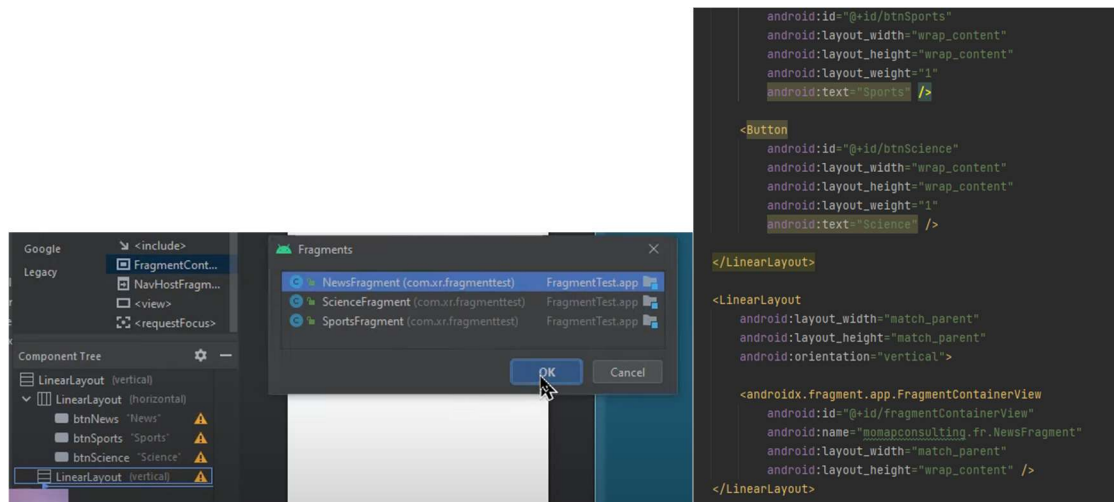 Google
Legacy
<include>
FragmentCont...
NavHostFragm...
<view>
<requestFocus>
Component Tree
LinearLayout (vertical)
LinearLayout (horizontal)
btnNews "News"
btnSports "Sports"
btnScience "Science"
LinearLayout (vertical)
Fragments
NewsFragment (com.xr.fragmenttest) FragmentTest.app
ScienceFragment (com.xr.fragmenttest) FragmentTest.app
SportsFragment (com.xr.fragmenttest) FragmentTest.app
OK Cancel
android:id="@+id/btnSports"
android:layout_width="wrap_content"
android:layout_height="wrap_content"
android:layout_weight="1"
android:text="Sports" />
<Button
android:id="@+id/btnScience"
android:layout_width="wrap_content"
android:layout_height="wrap_content"
android:layout_weight="1"
android:text="Science" />
</LinearLayout>
<LinearLayout
android:layout_width="match_parent"
android:layout_height="match_parent"
android:orientation="vertical">
<androidx.fragment.app.FragmentContainerView
android:id="@+id/fragmentContainerView"
android:name="momapconsulting.fr.NewsFragment"
android:layout_width="match_parent"
android:layout_height="wrap_content" />
</LinearLayout>